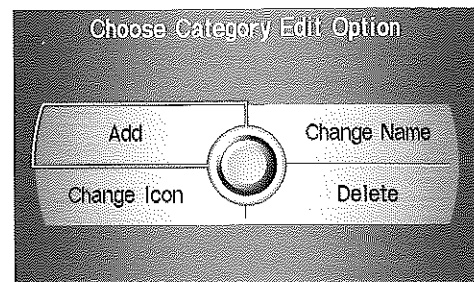 Choose Category Edit Option
Add
Change Name
Change Icon
Delete